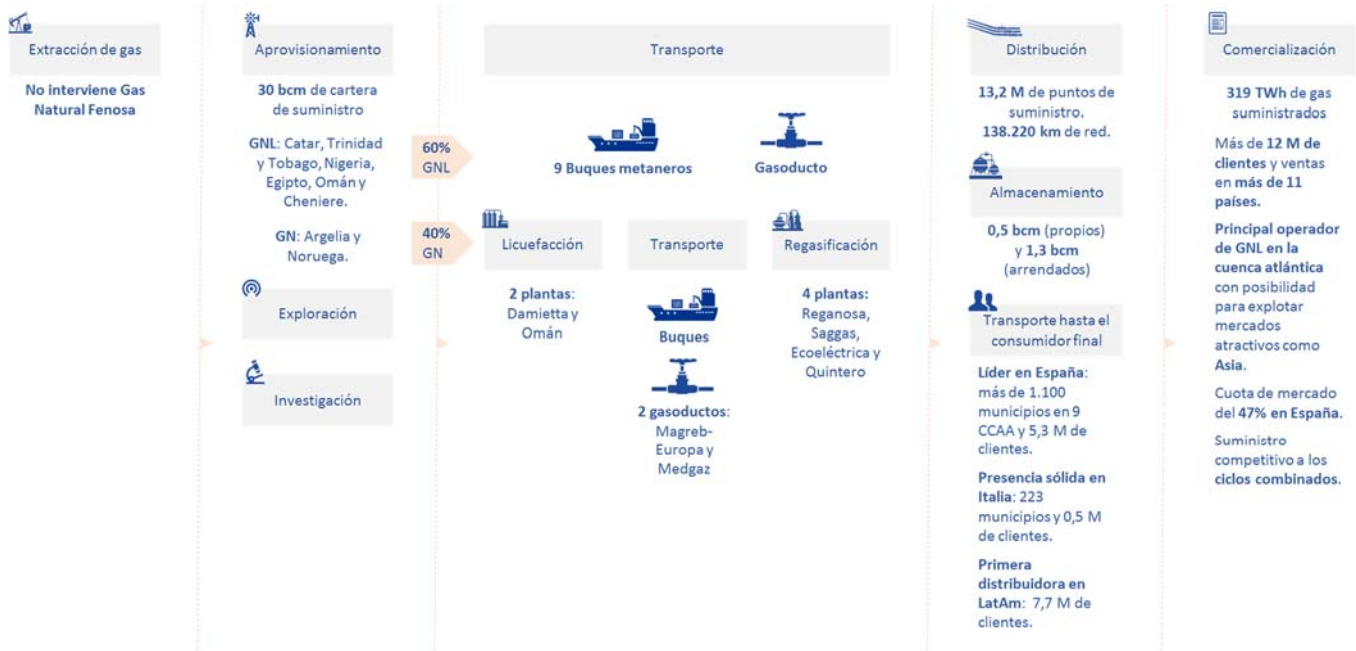 Extracción de gas
No interviene Gas
Natural Fenosa
Aprovisionamiento
30 bcm de cartera
de suministro
GNL: Catar, Trinidad
y Tobago, Nigeria,
Egipto, Omán y
Cheniere.
GN: Argelia y
Noruega.
Exploración
Investigación
60%
GNL
40%
GN
Transporte
9 Buques metaneros
Gasoducto
Licuefacción
2 plantas:
Damietta y
Omán
Transporte
Buques
2 gasoductos:
Magreb-
Europa y
Medgaz
Regasificación
4 plantas:
Reganosa,
Saggas,
Ecoeléctrica y
Quintero
Distribución
13,2 M de puntos de
suministro.
138.220 km de red.
Almacenamiento
0,5 bcm (propios)
y 1,3 bcm
(arrendados)
Transporte hasta el
consumidor final
Líder en España:
más de 1.100
municipios en 9
CCAA y 5,3 M de
clientes.
Presencia sólida en
Italia: 223
municipios y 0,5 M
de clientes.
Primera
distribuidora en
LatAm: 7,7 M de
clientes.
Comercialización
319 TWh de gas
suministrados
Más de 12 M de
clientes y ventas
en más de 11
países.
Principal operador
de GNL en la
cuenca atlántica
con posibilidad
para explotar
mercados
atractivos como
Asia.
Cuota de mercado
del 47% en España.
Suministro
competitivo a los
ciclos combinados.